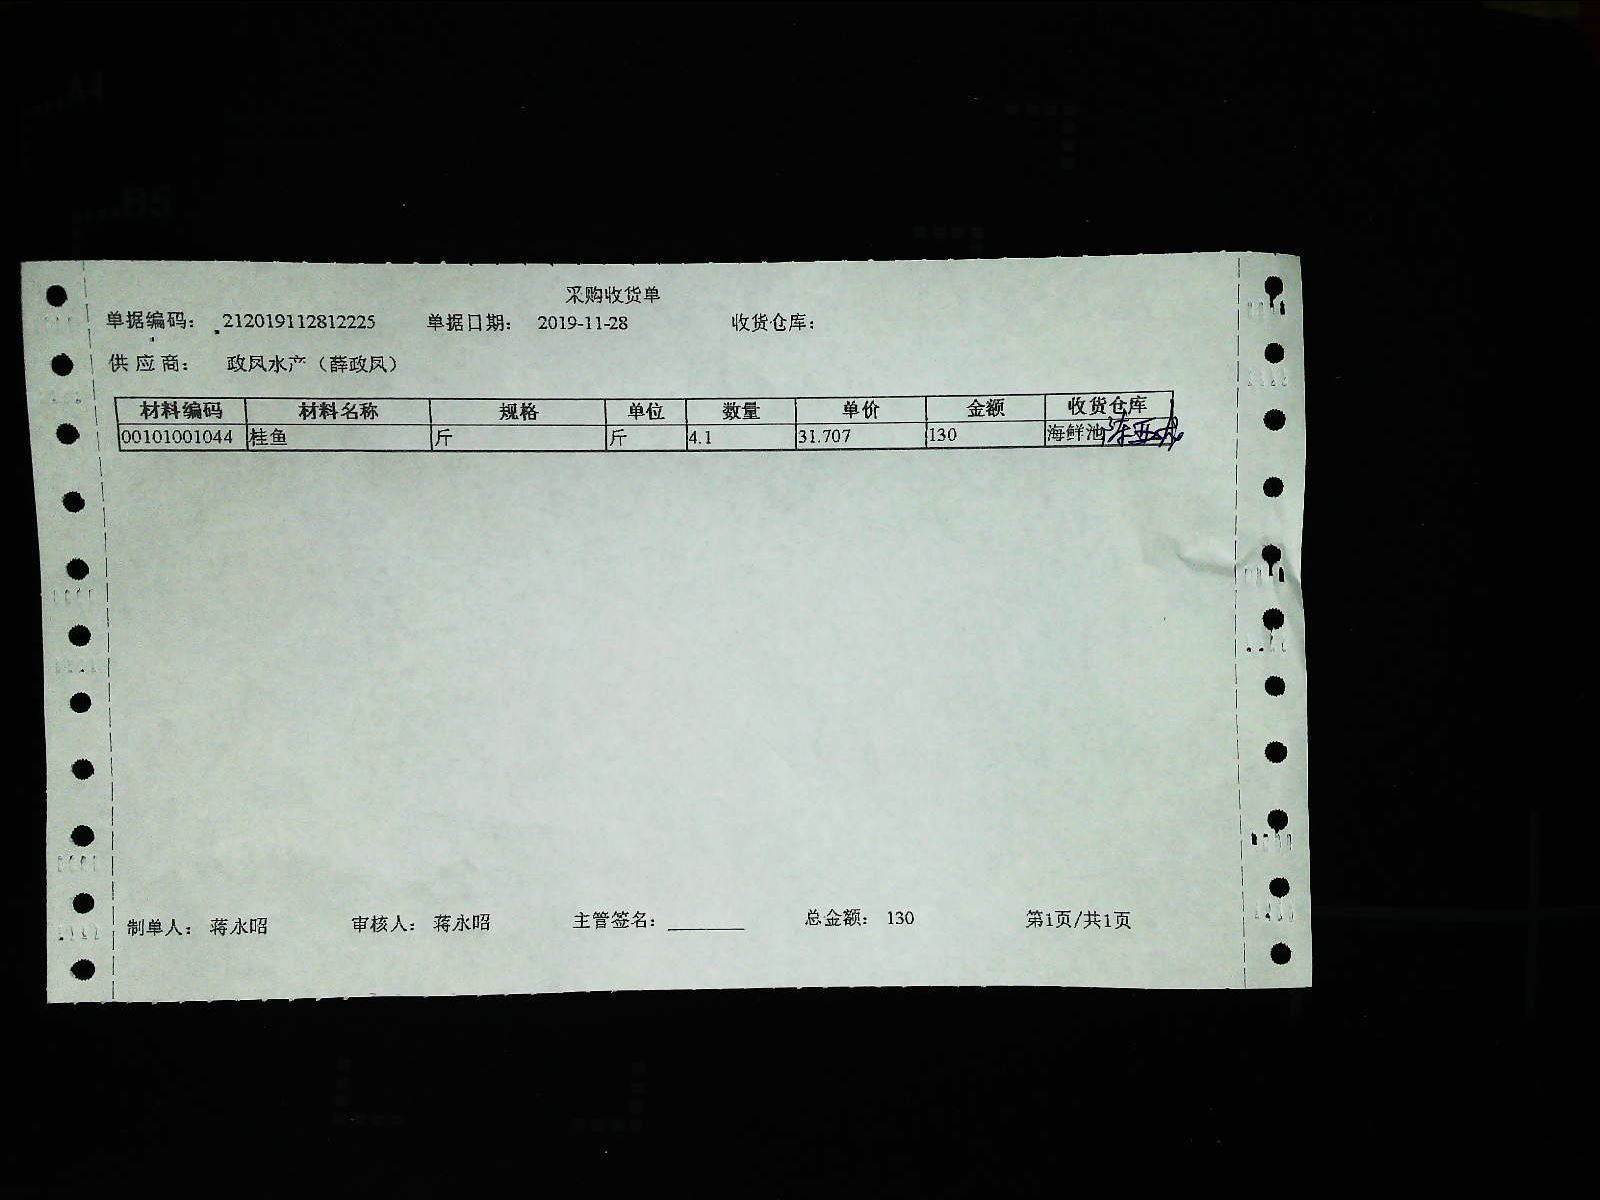 采购收货单
单据编码： 212019112812225 单据日期： 2019-11-28 收货仓库：
供 应 商： 政凤水产（薛政凤）
材料编码 材料名称 规格 单位 数量 单价 金额 收货仓库
00101001044 桂鱼 斤 斤 4.1 31.707 130 海鲜池
制单人： 蒋永昭 审核人： 蒋永昭 主管签名： 总金额： 130 第1页/共1页